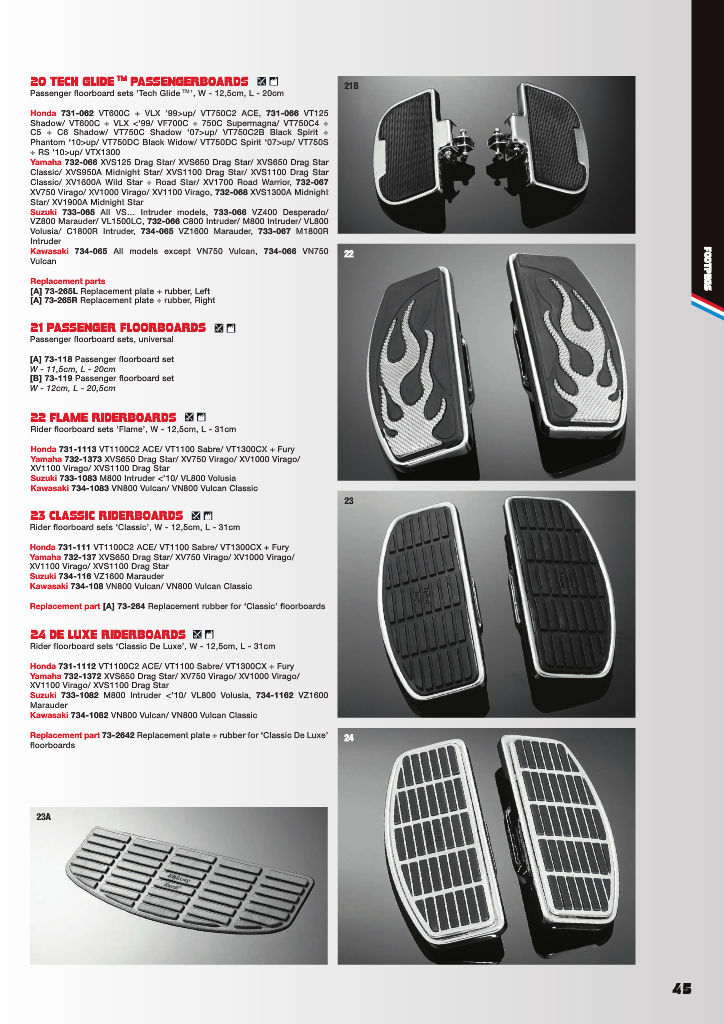 20 TECH GLIDE™ PASSENGERBOARDS
Passenger floorboard sets 'Tech Glide™', W - 12,5cm, L - 20cm
Honda 731-062 VT600C + VLX '99>up/ VT750C2 ACE, 731-066 VT125
Shadow/ VT600C + VLX <'99/ VF700C ÷ 750C Supermagna/ VT750C4 ÷
C5 ÷ C6 Shadow/ VT750C Shadow '07>up/ VT750C2B Black Spirit ÷
Phantom '10>up/ VT750DC Black Widow/ VT750DC Spirit '07>up/ VT750S
÷ RS '10>up/ VTX1300
Yamaha 732-066 XVS125 Drag Star/ XVS650 Drag Star/ XVS650 Drag Star
Classic/ XVS950A Midnight Star/ XVS1100 Drag Star/ XVS1100 Drag Star
Classic/ XV1600A Wild Star ÷ Road Star/ XV1700 Road Warrior, 732-067
XV750 Virago/ XV1000 Virago/ XV1100 Virago, 732-068 XVS1300A Midnight
Star/ XV1900A Midnight Star
Suzuki 733-065 All VS... Intruder models, 733-066 VZ400 Desperado/
VZ800 Marauder/ VL1500LC, 732-066 C800 Intruder/ M800 Intruder/ VL800
Volusia/ C1800R Intruder, 734-065 VZ1600 Marauder, 733-067 M1800R
Intruder
Kawasaki 734-065 All models except VN750 Vulcan, 734-066 VN750
Vulcan
Replacement parts
[A] 73-265L Replacement plate + rubber, Left
[A] 73-265R Replacement plate ÷ rubber, Right
21 PASSENGER FLOORBOARDS
Passenger floorboard sets, universal
[A] 73-118 Passenger floorboard set
W - 11,5cm, L - 20cm
[B] 73-119 Passenger floorboard set
W - 12cm, L - 20,5cm
22 FLAME RIDERBOARDS
Rider floorboard sets 'Flame', W - 12,5cm, L - 31cm
Honda 731-1113 VT1100C2 ACE/ VT1100 Sabre/ VT1300CX + Fury
Yamaha 732-1373 XVS650 Drag Star/ XV750 Virago/ XV1000 Virago/
XV1100 Virago/ XVS1100 Drag Star
Suzuki 733-1083 M800 Intruder <'10/ VL800 Volusia
Kawasaki 734-1083 VN800 Vulcan/ VN800 Vulcan Classic
23 CLASSIC RIDERBOARDS
Rider floorboard sets 'Classic', W - 12,5cm, L - 31cm
Honda 731-111 VT1100C2 ACE/ VT1100 Sabre/ VT1300CX + Fury
Yamaha 732-137 XVS650 Drag Star/ XV750 Virago/ XV1000 Virago/
XV1100 Virago/ XVS1100 Drag Star
Suzuki 734-116 VZ1600 Marauder
Kawasaki 734-108 VN800 Vulcan/ VN800 Vulcan Classic
Replacement part [A] 73-264 Replacement rubber for 'Classic' floorboards
24 DE LUXE RIDERBOARDS
Rider floorboard sets 'Classic De Luxe', W - 12,5cm, L - 31cm
Honda 731-1112 VT1100C2 ACE/ VT1100 Sabre/ VT1300CX ÷ Fury
Yamaha 732-1372 XVS650 Drag Star/ XV750 Virago/ XV1000 Virago/
XV1100 Virago/ XVS1100 Drag Star
Suzuki 733-1082 M800 Intruder <'10/ VL800 Volusia, 734-1162 VZ1600
Marauder
Kawasaki 734-1082 VN800 Vulcan/ VN800 Vulcan Classic
Replacement part 73-2642 Replacement plate ÷ rubber for 'Classic De Luxe'
floorboards
23A
21B
22
23
24
FOOTPEGS
45